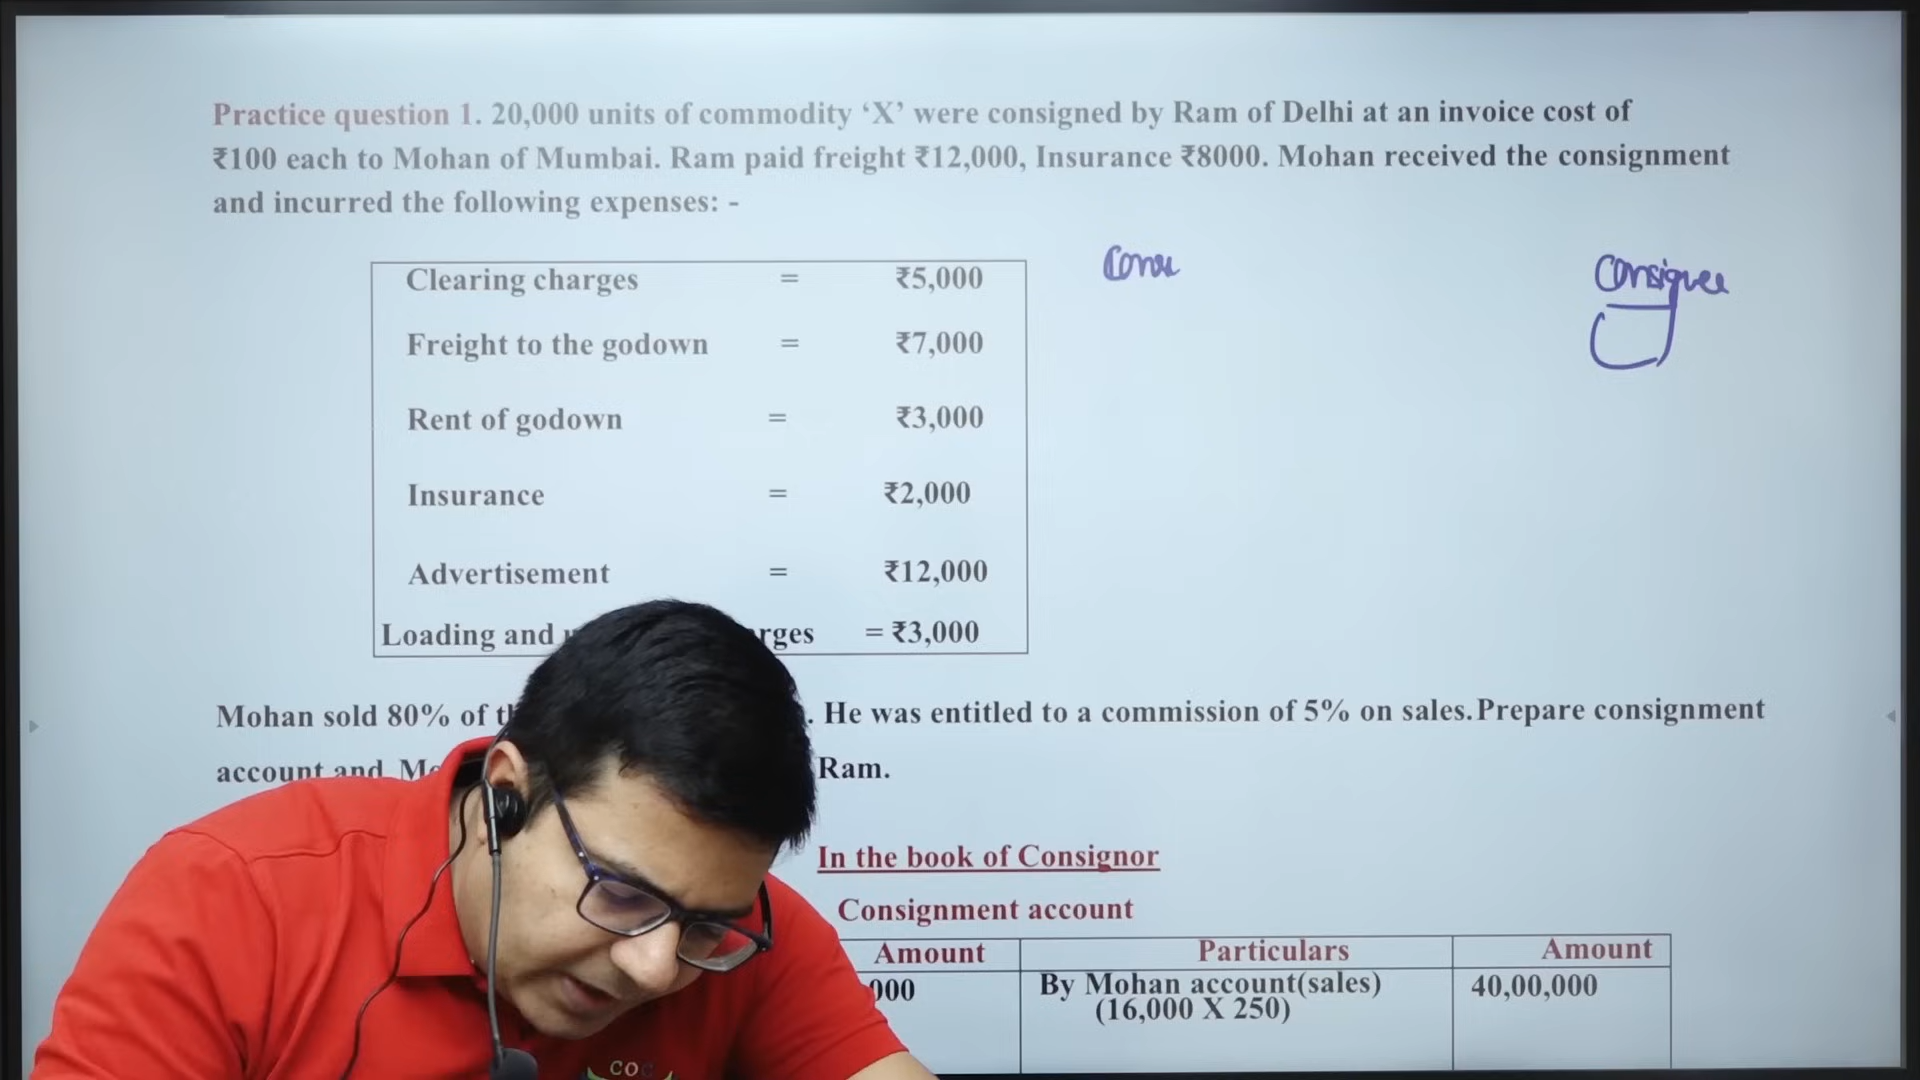 Practice question 1. 20,000 units of commodity ‘X’ were consigned by Ram of Delhi at an invoice cost of
₹100 each to Mohan of Mumbai. Ram paid freight ₹12,000, Insurance ₹8000. Mohan received the consignment
and incurred the following expenses: -
Consi
Consignee
Clearing charges = ₹5,000
Freight to the godown = ₹7,000
Rent of godown = ₹3,000
Insurance = ₹2,000
Advertisement = ₹12,000
Loading and = ₹3,000
Mohan sold 80% of . He was entitled to a commission of 5% on sales.Prepare consignment
account and Ram.
In the book of Consignor
Consignment account
Amount Particulars Amount
000 By Mohan account(sales) 40,00,000
(16,000 X 250)